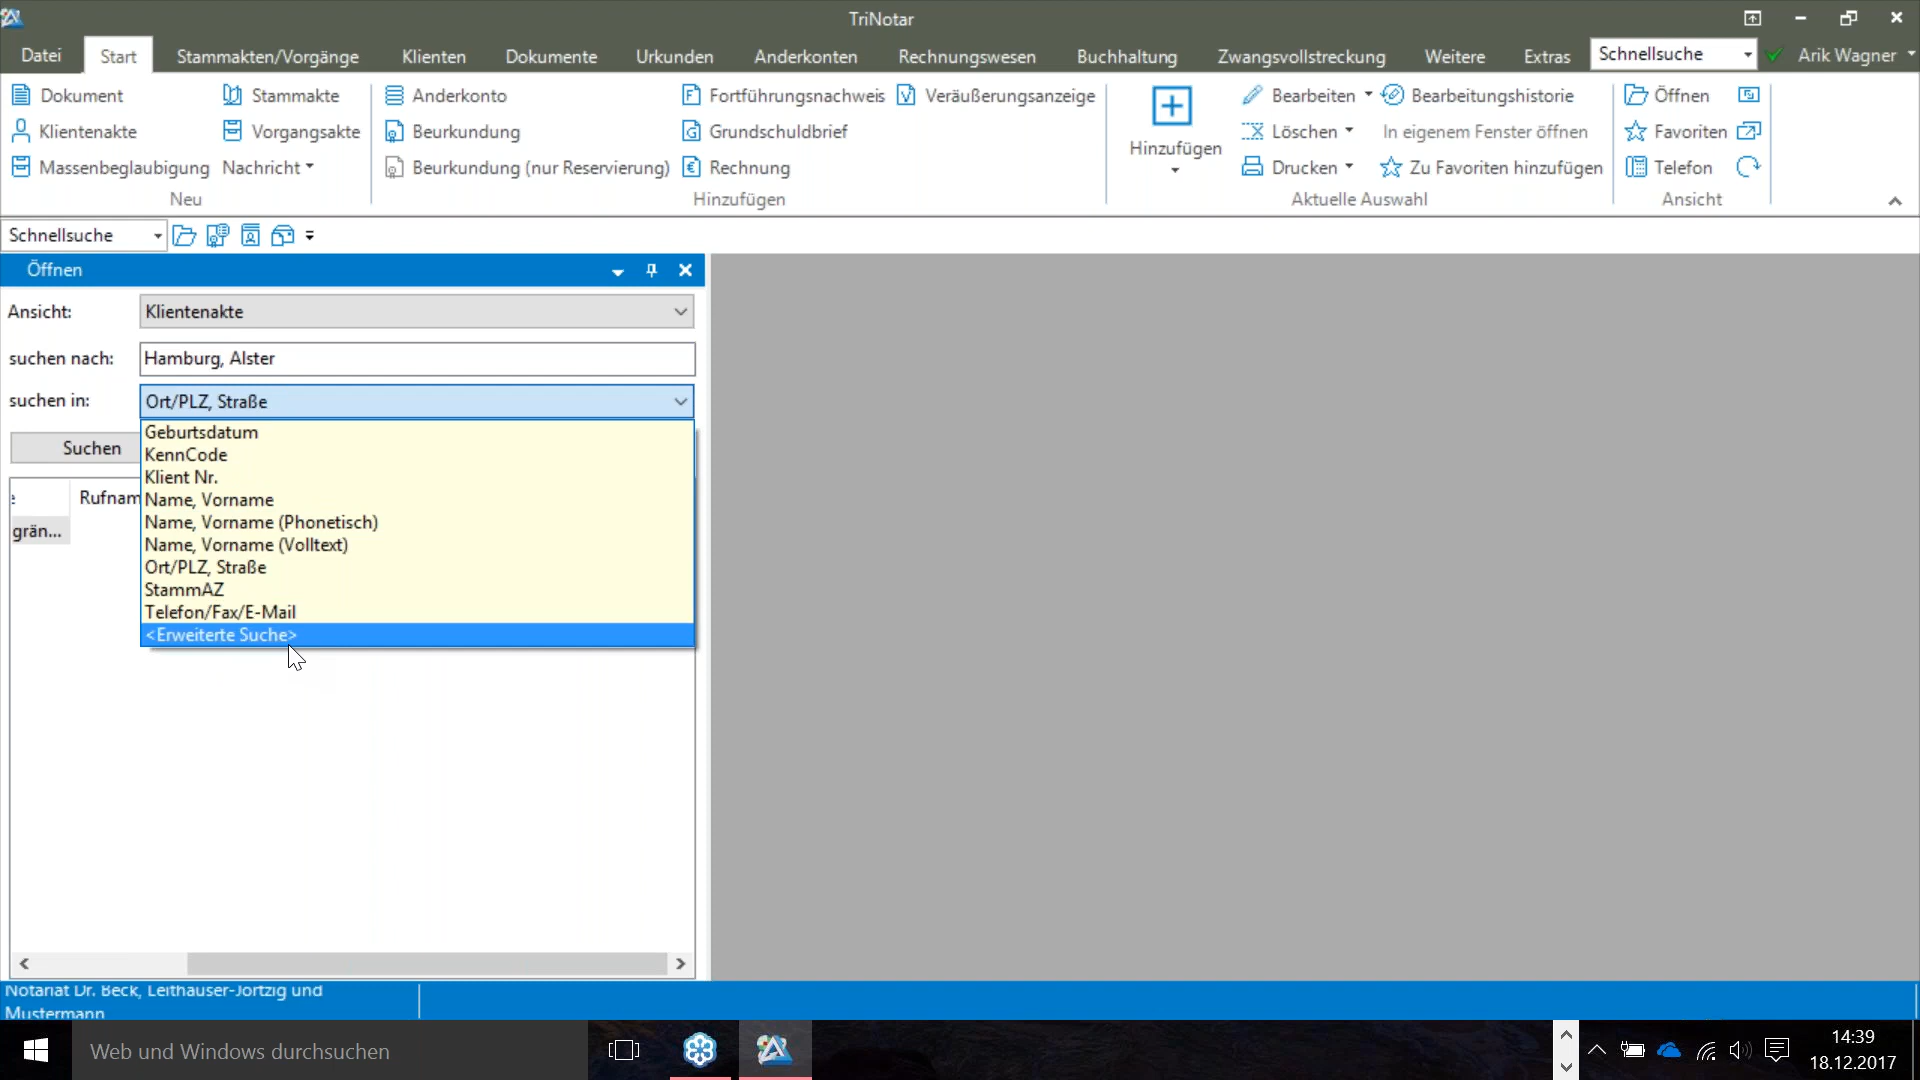 TriNotar
Datei Start Stammakten/Vorgänge Klienten Dokumente Urkunden Anderkonten Rechnungswesen Buchhaltung Zwangsvollstreckung Weitere Extras Schnellsuche Arik Wagner
Dokument Stammakte Anderkonto Fortführungsnachweis Veräußerungsanzeige Bearbeiten Bearbeitungshistorie Öffnen
Klientenakte Vorgangsakte Beurkundung Grundschuldbrief Hinzufügen Löschen In eigenem Fenster öffnen Favoriten
Massenbeglaubigung Nachricht Beurkundung (nur Reservierung) Rechnung Drucken Zu Favoriten hinzufügen Telefon
Neu Hinzufügen Aktuelle Auswahl Ansicht
Schnellsuche
Öffnen
Ansicht: Klientenakte
suchen nach: Hamburg, Alster
suchen in: Ort/PLZ, Straße
Geburtsdatum
Suchen
KennCode
Klient Nr.
Rufnam
Name, Vorname
Name, Vorname (Phonetisch)
grän...
Name, Vorname (Volltext)
Ort/PLZ, Straße
StammAZ
Telefon/Fax/E-Mail
<Erweiterte Suche>
Notariat Dr. Beck, Leithäuser-Jortzig und
Mustermann
Web und Windows durchsuchen
14:39
18.12.2017